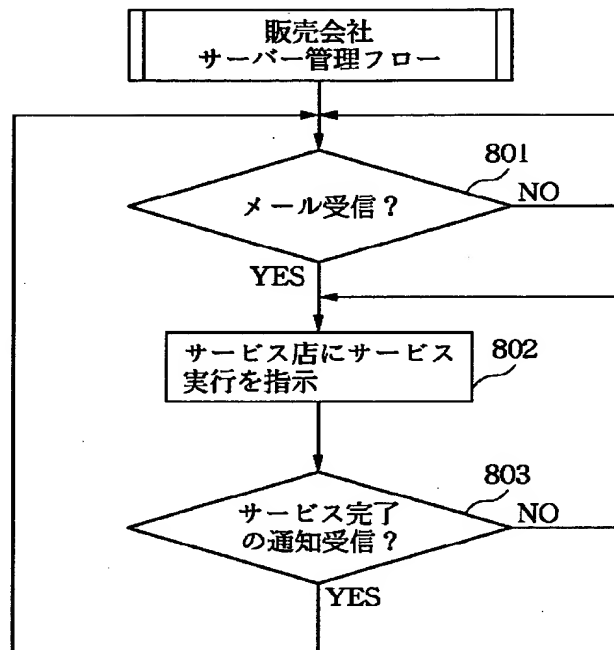 販売会社
サーバー管理フロー
801
メール受信？
NO
YES
サービス店にサービス
実行を指示
802
803
サービス完了
の通知受信？
NO
YES